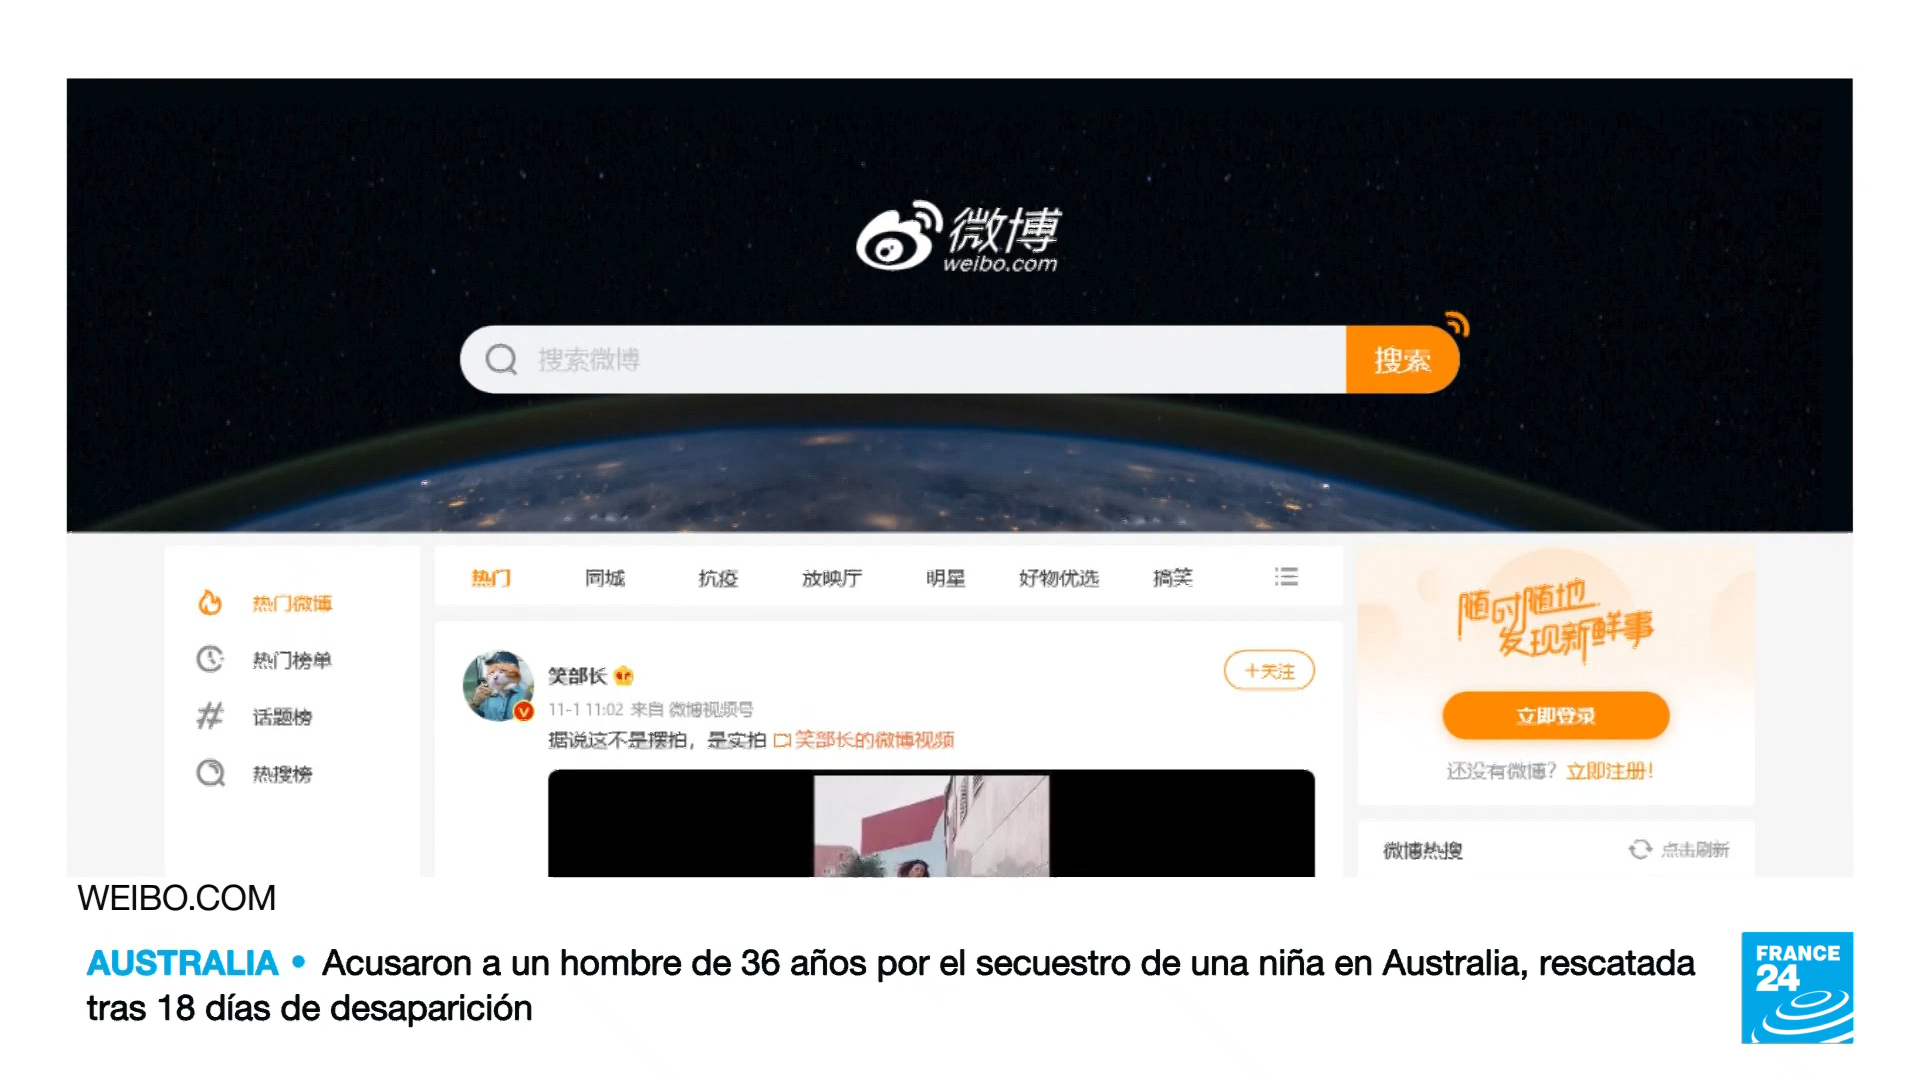 微博
weibo.com
搜索微博
搜索
热门微博
热门榜单
话题榜
热搜榜
热门 同城 抗疫 放映厅 明星 好物优选 搞笑
笑部长
+关注
11-1 11:02 来自 微博视频号
据说这不是摆拍，是实拍 笑部长的微博视频
随时随地
发现新鲜事
立即登录
还没有微博？立即注册!
微博热搜 点击刷新
WEIBO.COM
AUSTRALIA • Acusaron a un hombre de 36 años por el secuestro de una niña en Australia, rescatada
tras 18 días de desaparición
FRANCE
24